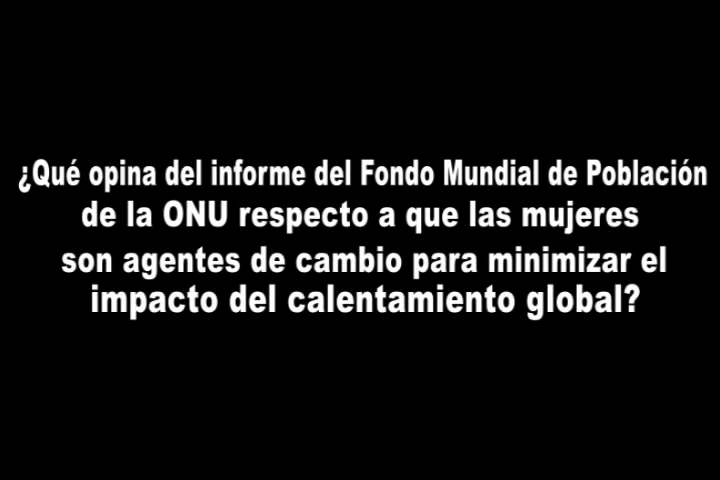 ¿Qué opina del informe del Fondo Mundial de Población
de la ONU respecto a que las mujeres
son agentes de cambio para minimizar el
impacto del calentamiento global?